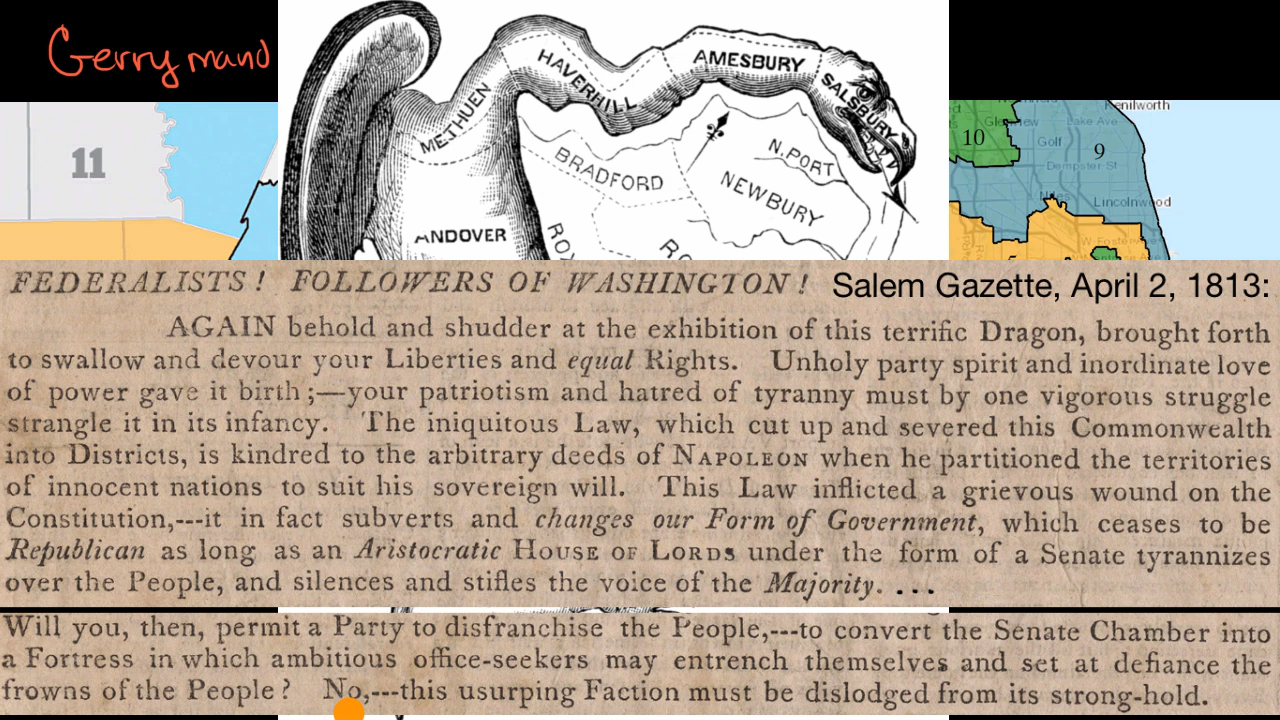 Gerrymand
METHUEN
HAVERHILL
AMESBURY
SALSBURY
11
BRADFORD
N.PORT
NEWBURY
ANDOVER
10
9
Kenilworth
Lake Ave
Golf
Dempster St
Lincolnwood
FEDERALISTS! FOLLOWERS OF WASHINGTON!
Salem Gazette, April 2, 1813:
AGAIN behold and shudder at the exhibition of this terrific Dragon, brought forth
to swallow and devour your Liberties and equal Rights. Unholy party spirit and inordinate love
of power gave it birth;—your patriotism and hatred of tyranny must by one vigorous struggle
strangle it in its infancy. The iniquitous Law, which cut up and severed this Commonwealth
into Districts, is kindred to the arbitrary deeds of NAPOLEON when he partitioned the territories
of innocent nations to suit his sovereign will. This Law inflicted a grievous wound on the
Constitution,---it in fact subverts and changes our Form of Government, which ceases to be
Republican as long as an Aristocratic HOUSE OF LORDS under the form of a Senate tyrannizes
over the People, and silences and stifles the voice of the Majority. ...
Will you, then, permit a Party to disfranchise the People,---to convert the Senate Chamber into
a Fortress in which ambitious office-seekers may entrench themselves and set at defiance the
frowns of the People? No,---this usurping Faction must be dislodged from its strong-hold.